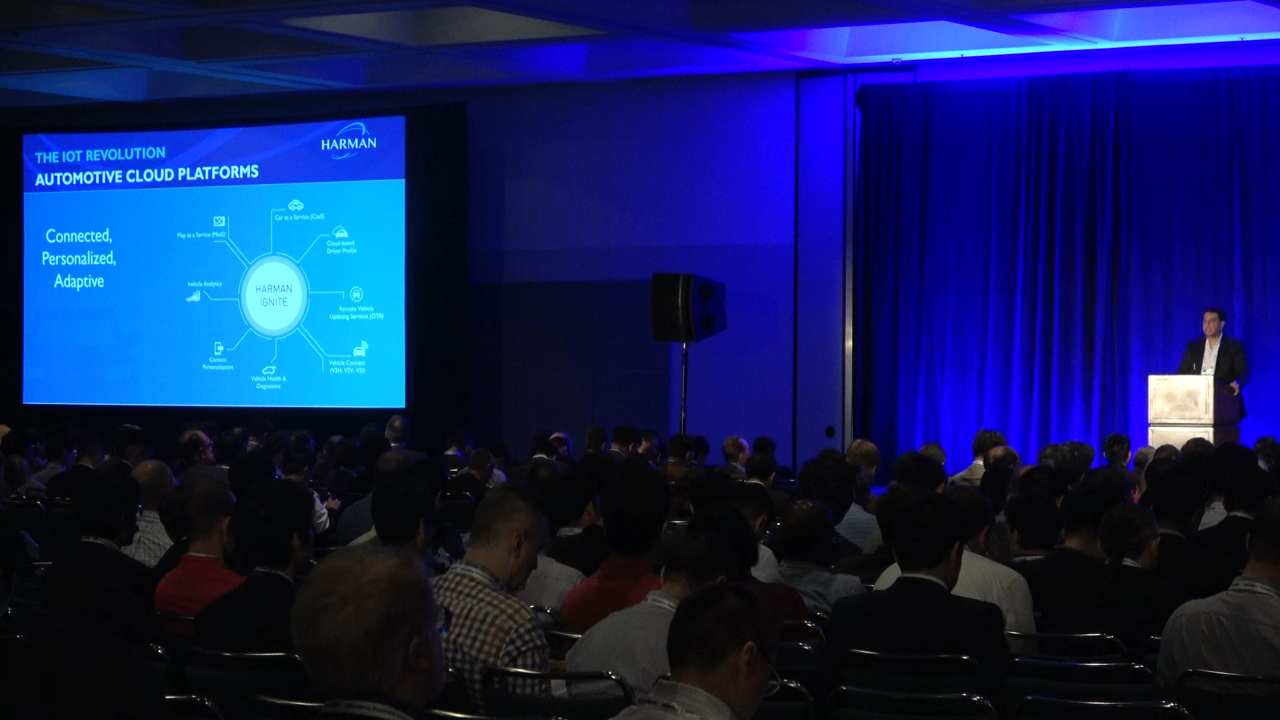 THE IOT REVOLUTION
AUTOMOTIVE CLOUD PLATFORMS
HARMAN
Connected,
Personalized,
Adaptive
Car as a Service (CaaS)
Map as a Service (MaaS)
Cloud-based
Driver Profile
Vehicle Analytics
HARMAN
IGNITE
Remote Vehicle
Updating Services (OTA)
Content
Personalization
Vehicle Health &
Diagnostics
Vehicle Connect
(V2H, V2V, V2I)